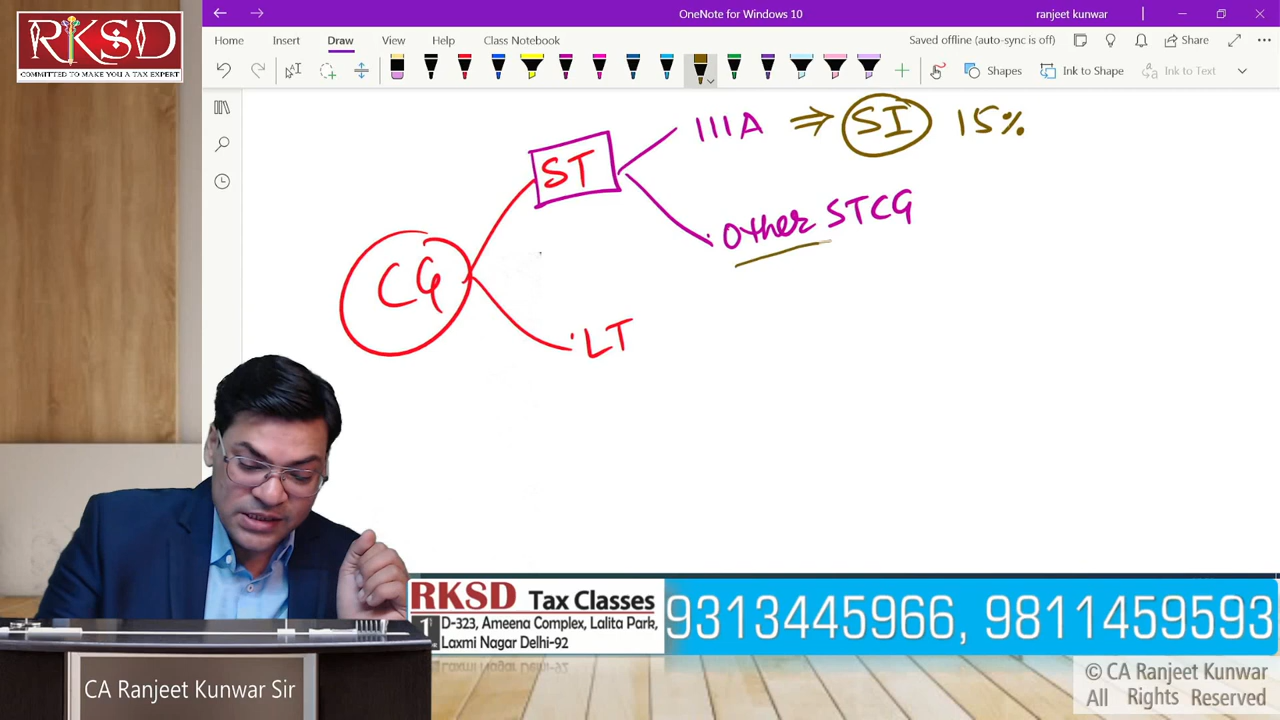 RKSD
COMMITTED TO MAKE YOU A TAX EXPERT
OneNote for Windows 10
ranjeet kunwar
Home Insert Draw View Help Class Notebook
Saved offline (auto-sync is off)
Share
Shapes
Ink to Shape
Ink to Text
111A ⇒ SI 15%
ST
Other STCG
CG
LT
RKSD Tax Classes
D-323, Ameena Complex, Lalita Park,
Laxmi Nagar Delhi-92
9313445966, 9811459593
CA Ranjeet Kunwar Sir
© CA Ranjeet Kunwar
All Rights Reserved